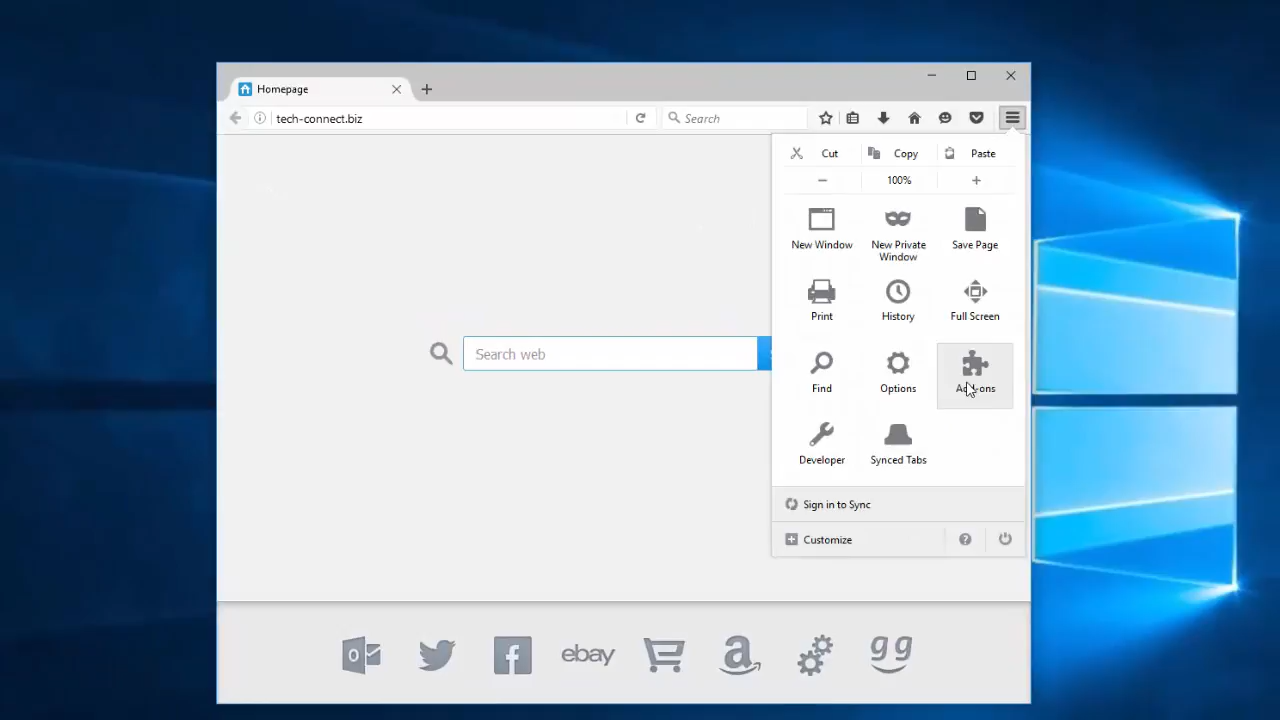 Homepage
tech-connect.biz
Search
Cut
Copy
Paste
100%
New Window
New Private
Window
Save Page
Print
History
Full Screen
Search web
Find
Options
Add-ons
Developer
Synced Tabs
Sign in to Sync
Customize
ebay
a
gg